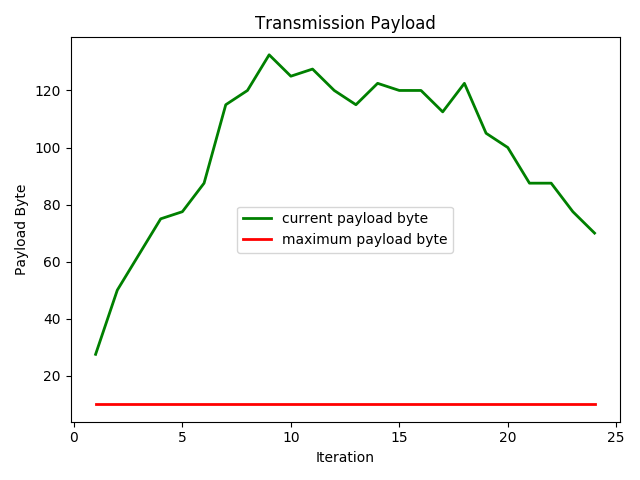 Transmission Payload
Payload Byte
120
100
80
60
40
20
current payload byte
maximum payload byte
0
5
10
15
20
25
Iteration